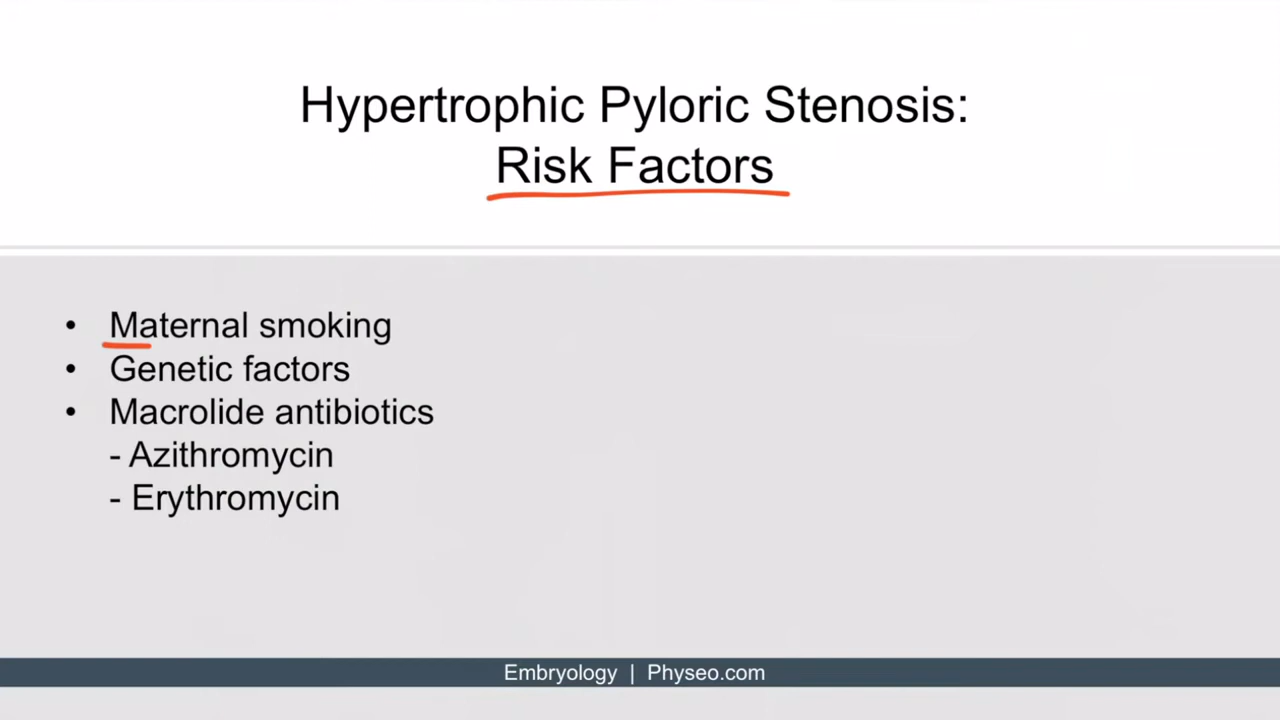 Hypertrophic Pyloric Stenosis:
Risk Factors
• Maternal smoking
• Genetic factors
• Macrolide antibiotics
- Azithromycin
- Erythromycin
Embryology | Physeo.com